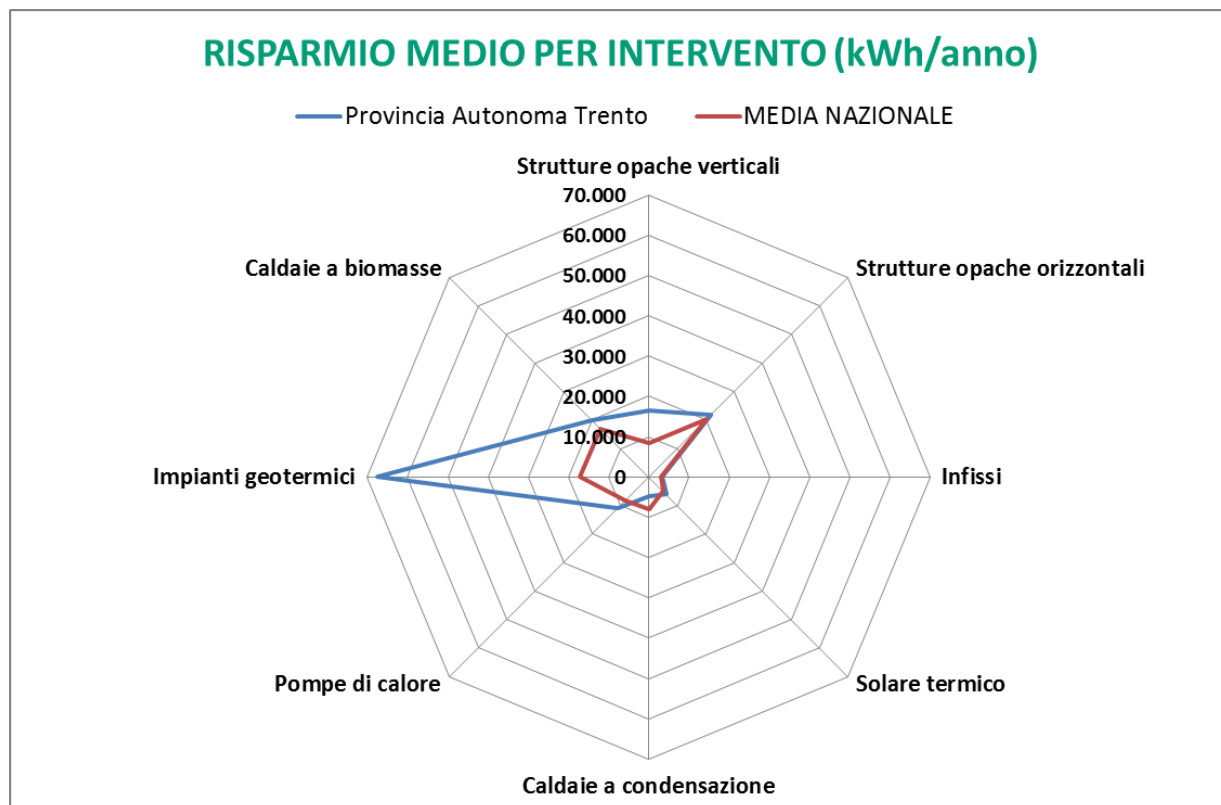 RISPARMIO MEDIO PER INTERVENTO (kWh/anno)
Provincia Autonoma Trento MEDIA NAZIONALE
Strutture opache verticali
70.000
60.000
50.000
40.000
30.000
20.000
10.000
0
Caldaie a biomasse
Strutture opache orizzontali
Impianti geotermici
Infissi
Pompe di calore
Solare termico
Caldaie a condensazione